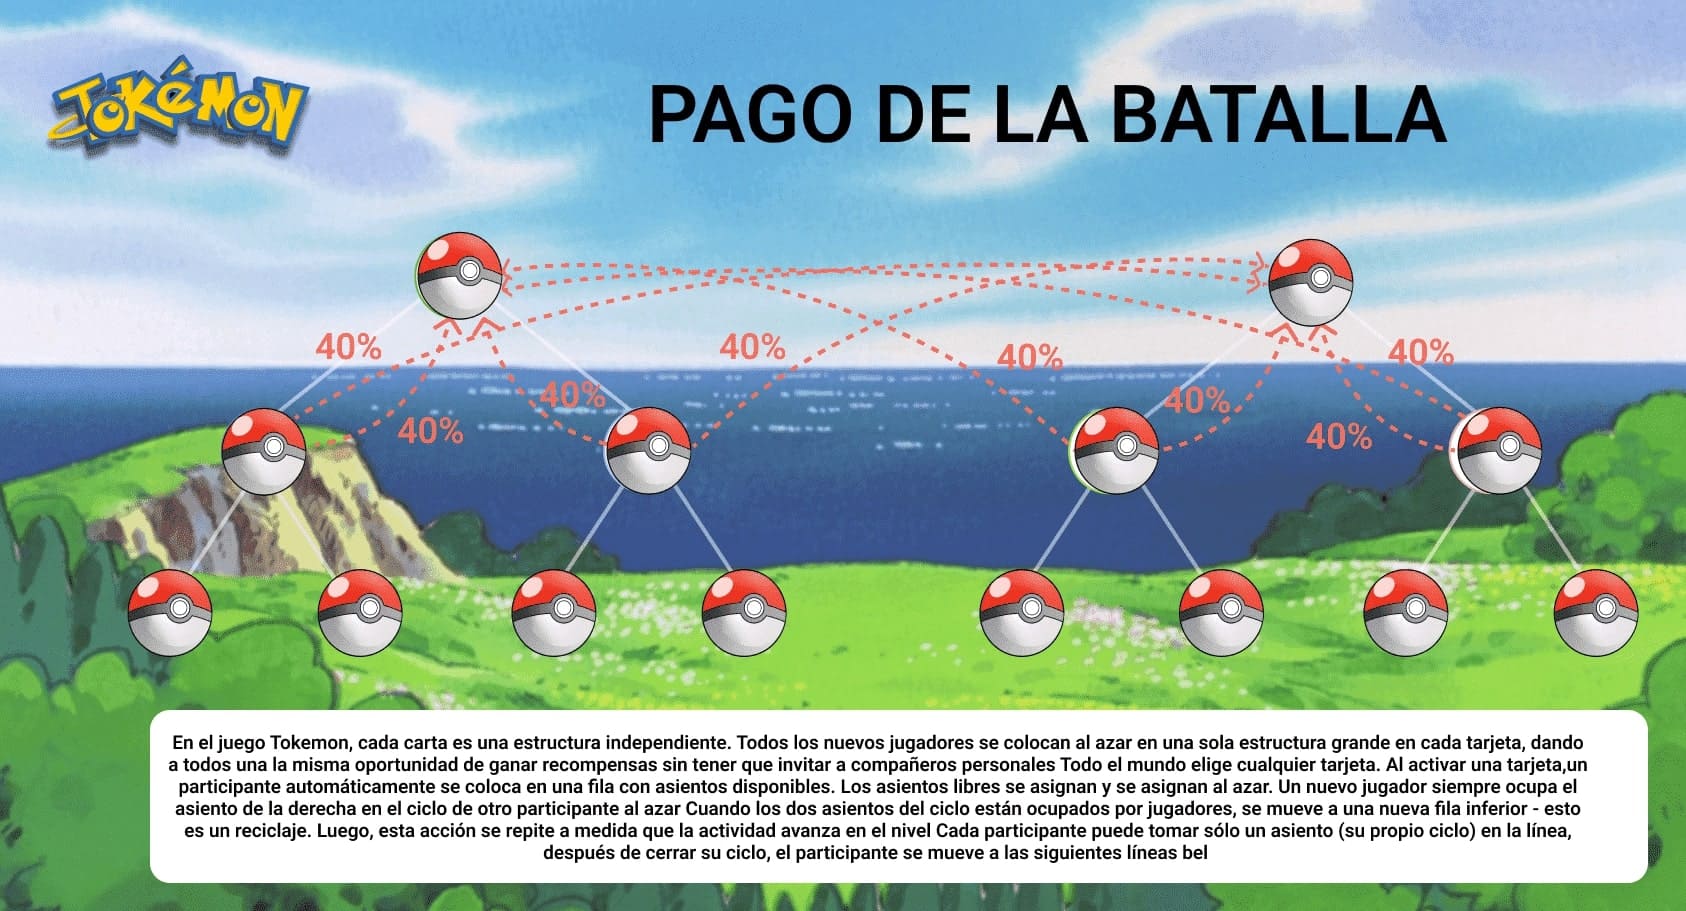 TOKéMON
PAGO DE LA BATALLA
40%
40%
40%
40%
40%
40%
40%
40%
En el juego Tokemon, cada carta es una estructura independiente. Todos los nuevos jugadores se colocan al azar en una sola estructura grande en cada tarjeta, dando
a todos una la misma oportunidad de ganar recompensas sin tener que invitar a compañeros personales Todo el mundo elige cualquier tarjeta. Al activar una tarjeta,un
participante automáticamente se coloca en una fila con asientos disponibles. Los asientos libres se asignan y se asignan al azar. Un nuevo jugador siempre ocupa el
asiento de la derecha en el ciclo de otro participante al azar Cuando los dos asientos del ciclo están ocupados por jugadores, se mueve a una nueva fila inferior - esto
es un reciclaje. Luego, esta acción se repite a medida que la actividad avanza en el nivel Cada participante puede tomar sólo un asiento (su propio ciclo) en la línea,
después de cerrar su ciclo, el participante se mueve a las siguientes líneas bel